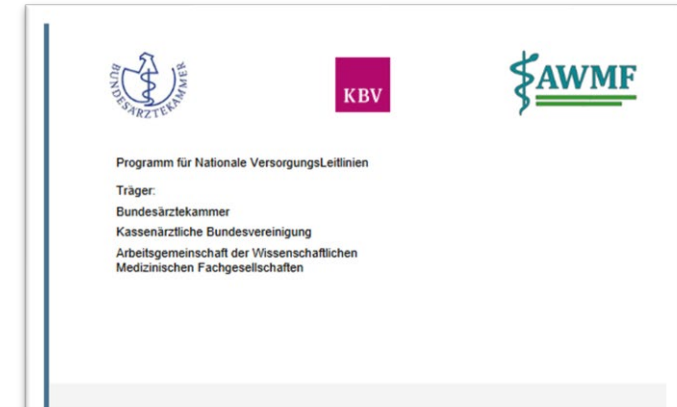 BUNDESÄRZTEKAMMER
KBV
AWMF
Programm für Nationale VersorgungsLeitlinien
Träger:
Bundesärztekammer
Kassenärztliche Bundesvereinigung
Arbeitsgemeinschaft der Wissenschaftlichen
Medizinischen Fachgesellschaften